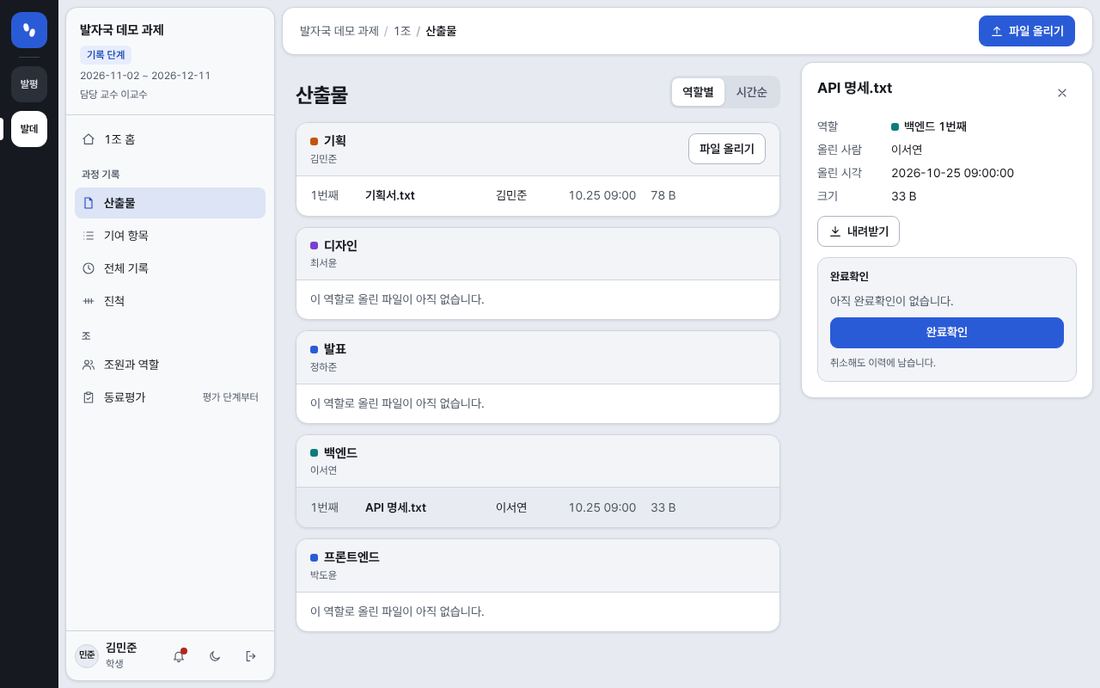 발평
발데
발자국 데모 과제
기록 단계
2026-11-02 ~ 2026-12-11
담당 교수 이교수
1조 홈
과정 기록
산출물
기여 항목
전체 기록
진척
조
조원과 역할
동료평가 평가 단계부터
민준 김민준
학생
발자국 데모 과제 / 1조 / 산출물
파일 올리기
산출물
역할별 시간순
기획
김민준
파일 올리기
1번째 기획서.txt 김민준 10.25 09:00 78 B
디자인
최서윤
이 역할로 올린 파일이 아직 없습니다.
발표
정하준
이 역할로 올린 파일이 아직 없습니다.
백엔드
이서연
1번째 API 명세.txt 이서연 10.25 09:00 33 B
프론트엔드
박도윤
이 역할로 올린 파일이 아직 없습니다.
API 명세.txt
역할 백엔드 1번째
올린 사람 이서연
올린 시각 2026-10-25 09:00:00
크기 33 B
내려받기
완료확인
아직 완료확인이 없습니다.
완료확인
취소해도 이력에 남습니다.